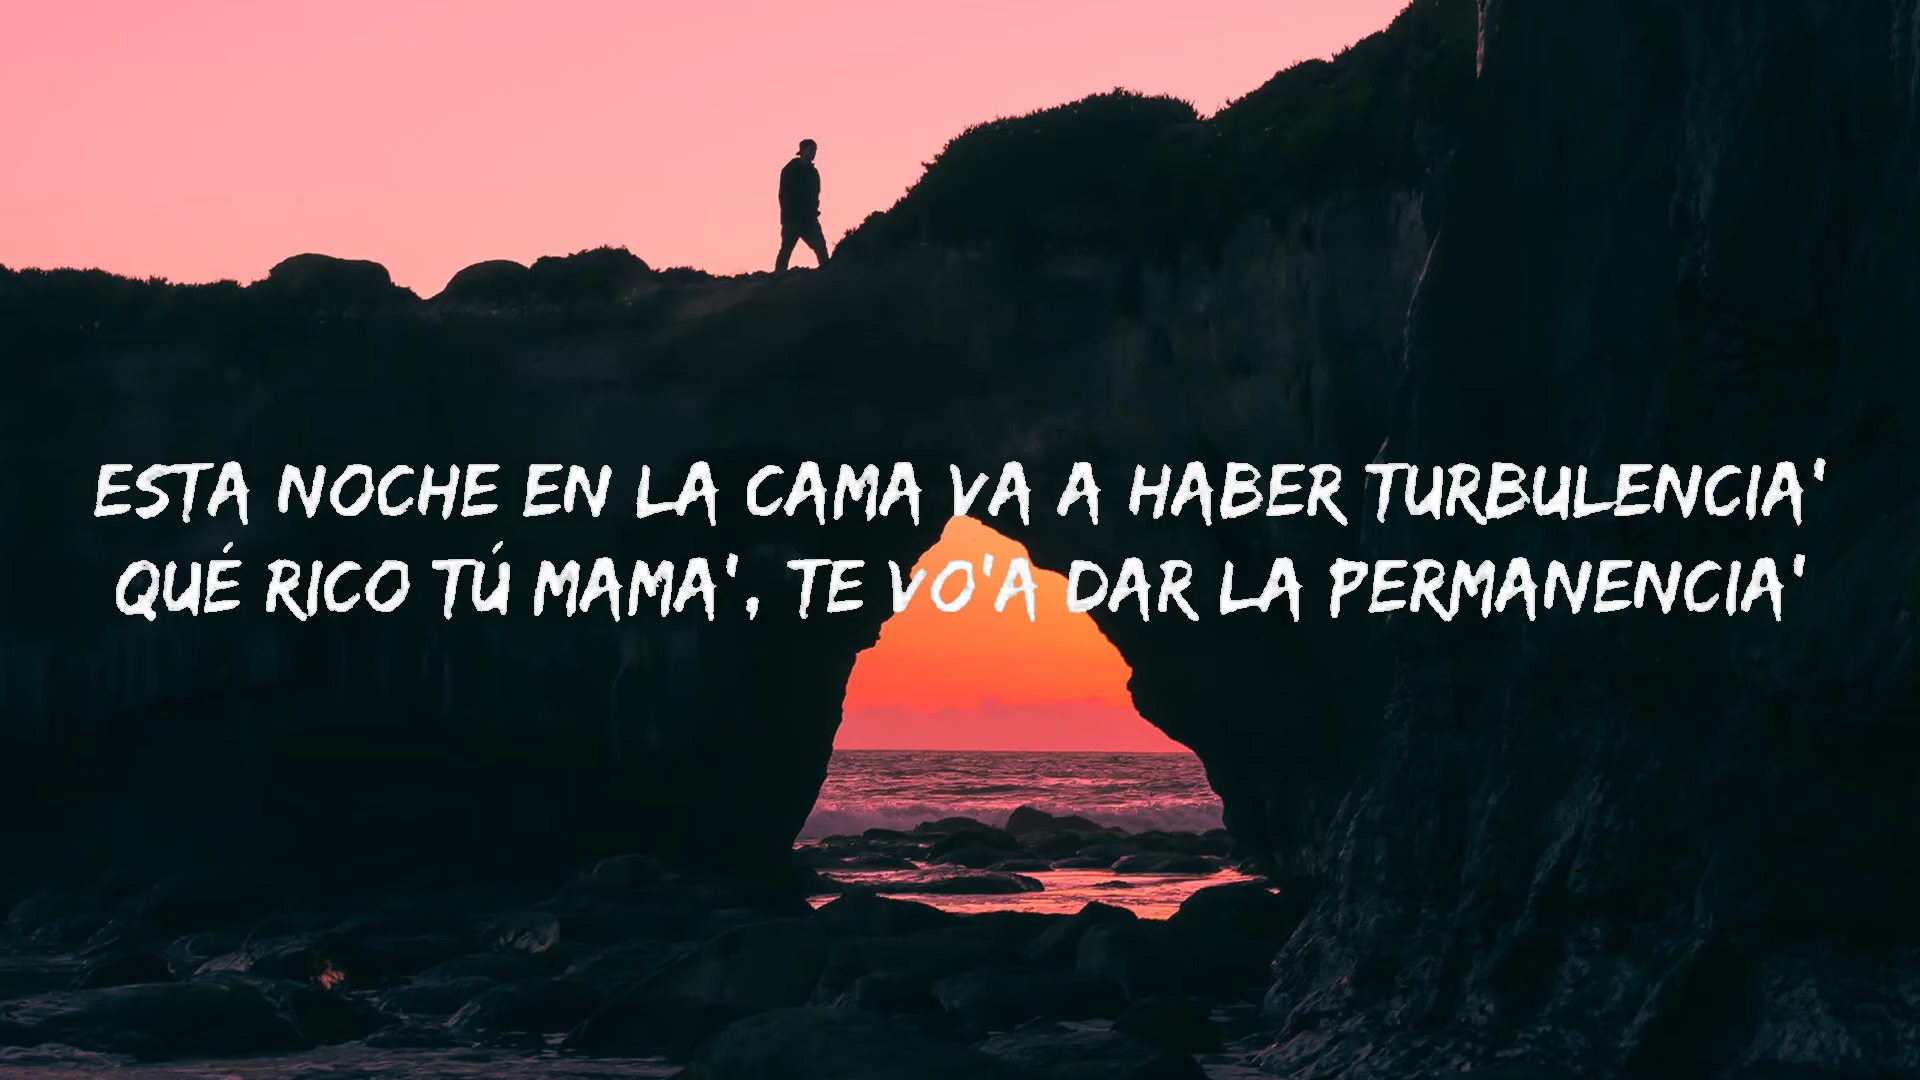 ESTA NOCHE EN LA CAMA VA A HABER TURBULENCIA'
QUÉ RICO TÚ MAMA', TE VO'A DAR LA PERMANENCIA'